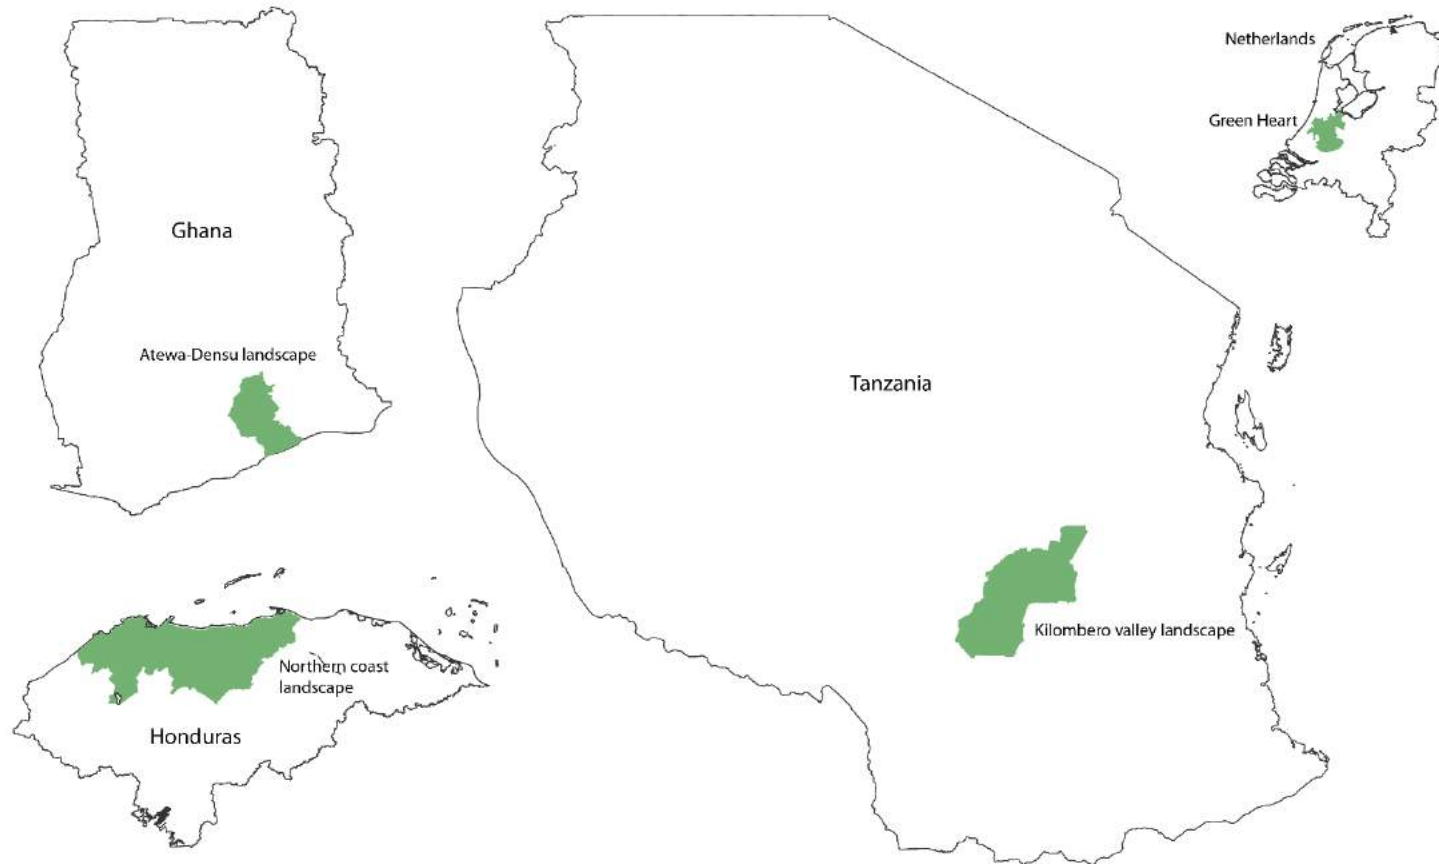 Netherlands
Green Heart
Ghana
Atewa-Densu landscape
Tanzania
Kilombero valley landscape
Northern coast
landscape
Honduras